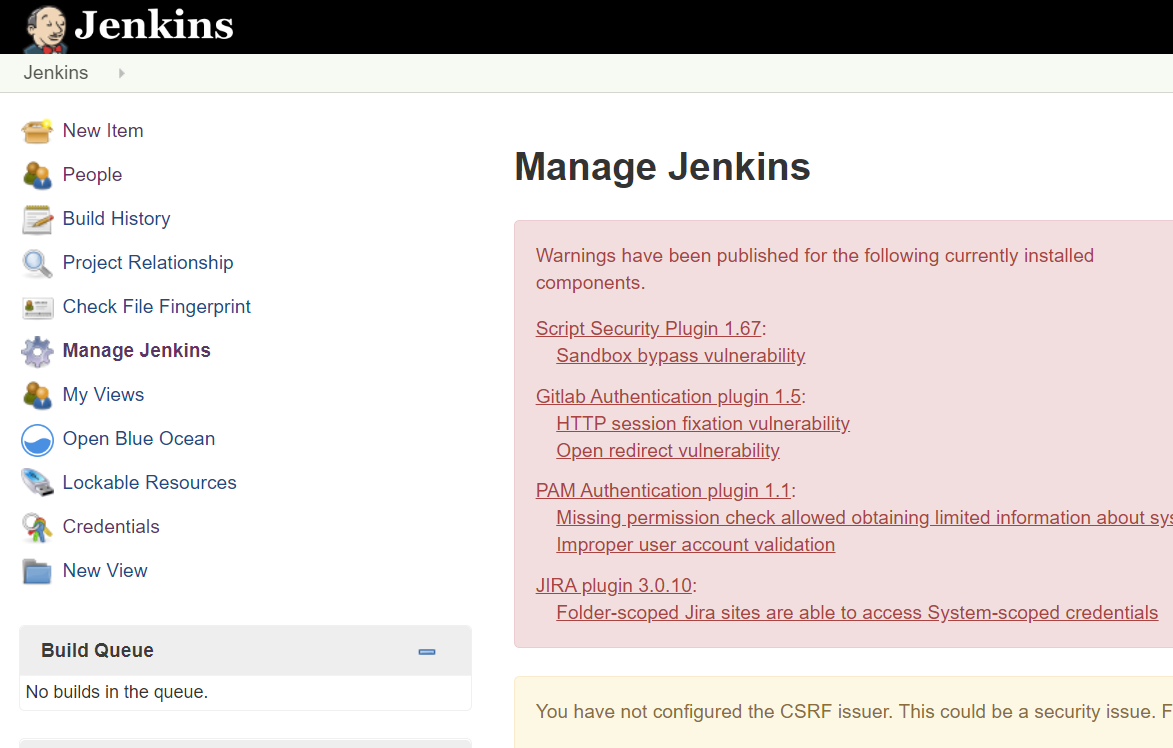 Jenkins
Jenkins
New Item
People
Build History
Project Relationship
Check File Fingerprint
Manage Jenkins
My Views
Open Blue Ocean
Lockable Resources
Credentials
New View
Build Queue
No builds in the queue.
Manage Jenkins
Warnings have been published for the following currently installed
components.
Script Security Plugin 1.67:
Sandbox bypass vulnerability
Gitlab Authentication plugin 1.5:
HTTP session fixation vulnerability
Open redirect vulnerability
PAM Authentication plugin 1.1:
Missing permission check allowed obtaining limited information about sys
Improper user account validation
JIRA plugin 3.0.10:
Folder-scoped Jira sites are able to access System-scoped credentials
You have not configured the CSRF issuer. This could be a security issue. F